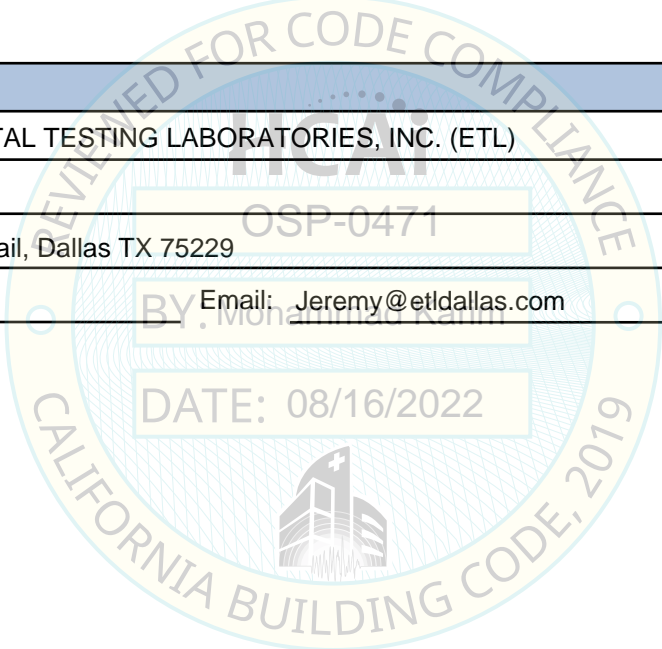 REVIEWED FOR CODE COMPLIANCE
HCAi
TAL TESTING LABORATORIES, INC. (ETL)
OSP-0471
ail, Dallas TX 75229
Email: Jeremy@etldallas.com
BY: Mohammad Karim
DATE: 08/16/2022
CALIFORNIA BUILDING CODE, 2019